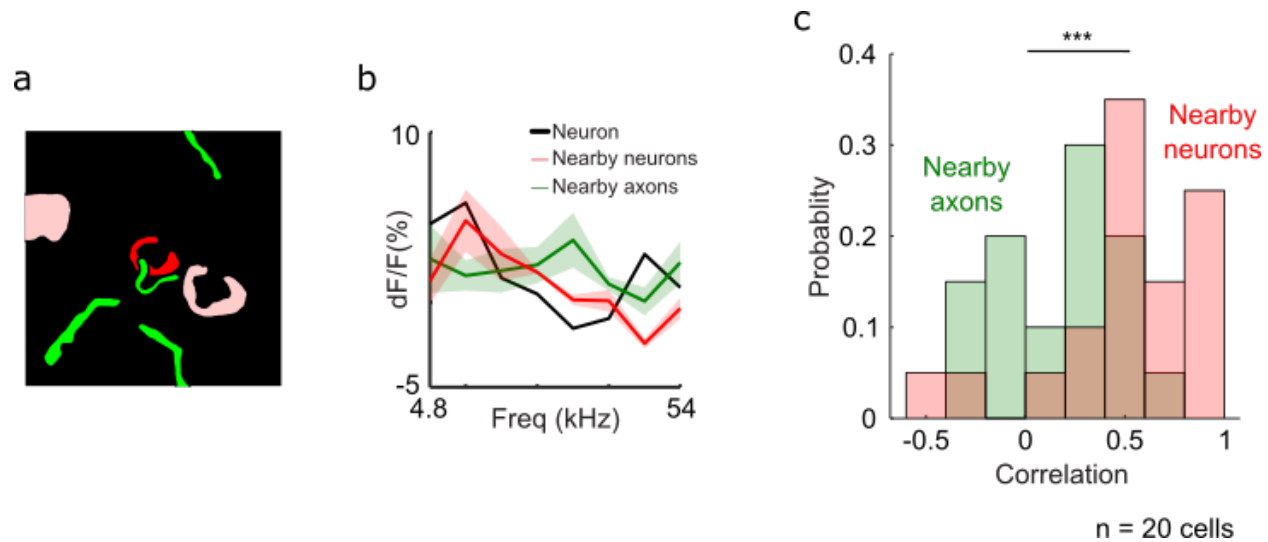 a
b
10
Neuron
Nearby neurons
Nearby axons
dF/F(%)
-5
4.8
Freq (kHz)
54
c
***
0.4
0.3
0.2
0.1
0
Probablity
Nearby
axons
Nearby
neurons
-0.5
0
0.5
1
Correlation
n = 20 cells